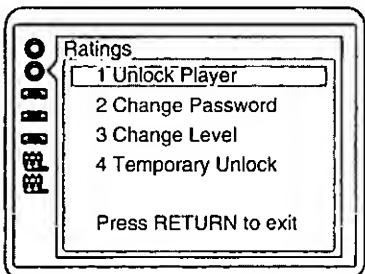 Ratings
1 Unlock Player
2 Change Password
3 Change Level
4 Temporary Unlock
Press RETURN to exit